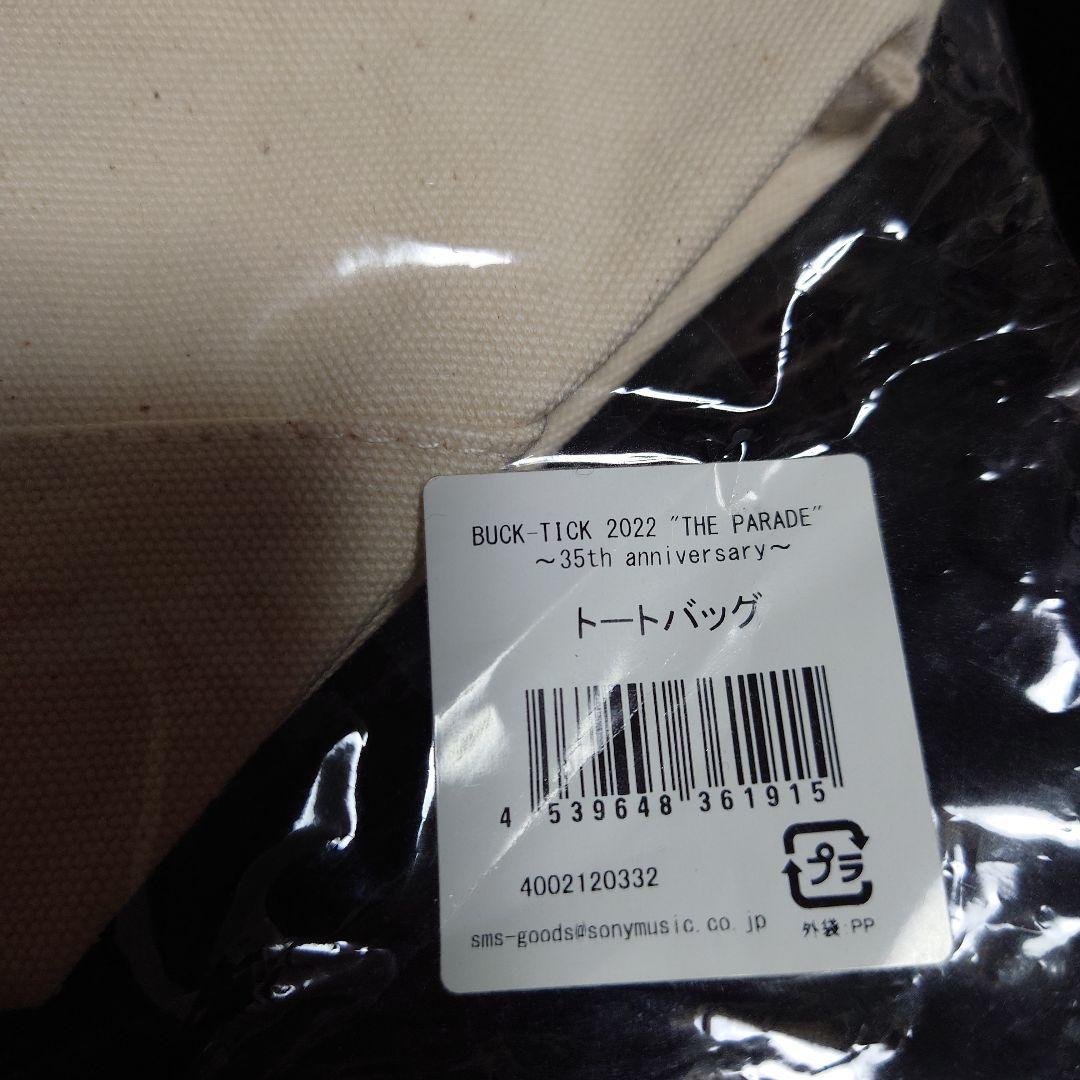 BUCK-TICK 2022 "THE PARADE"
～35th anniversary～
トートバッグ
4 539648 361915
4002120332
プラ
sms-goods@sonymusic.co.jp
外袋:PP